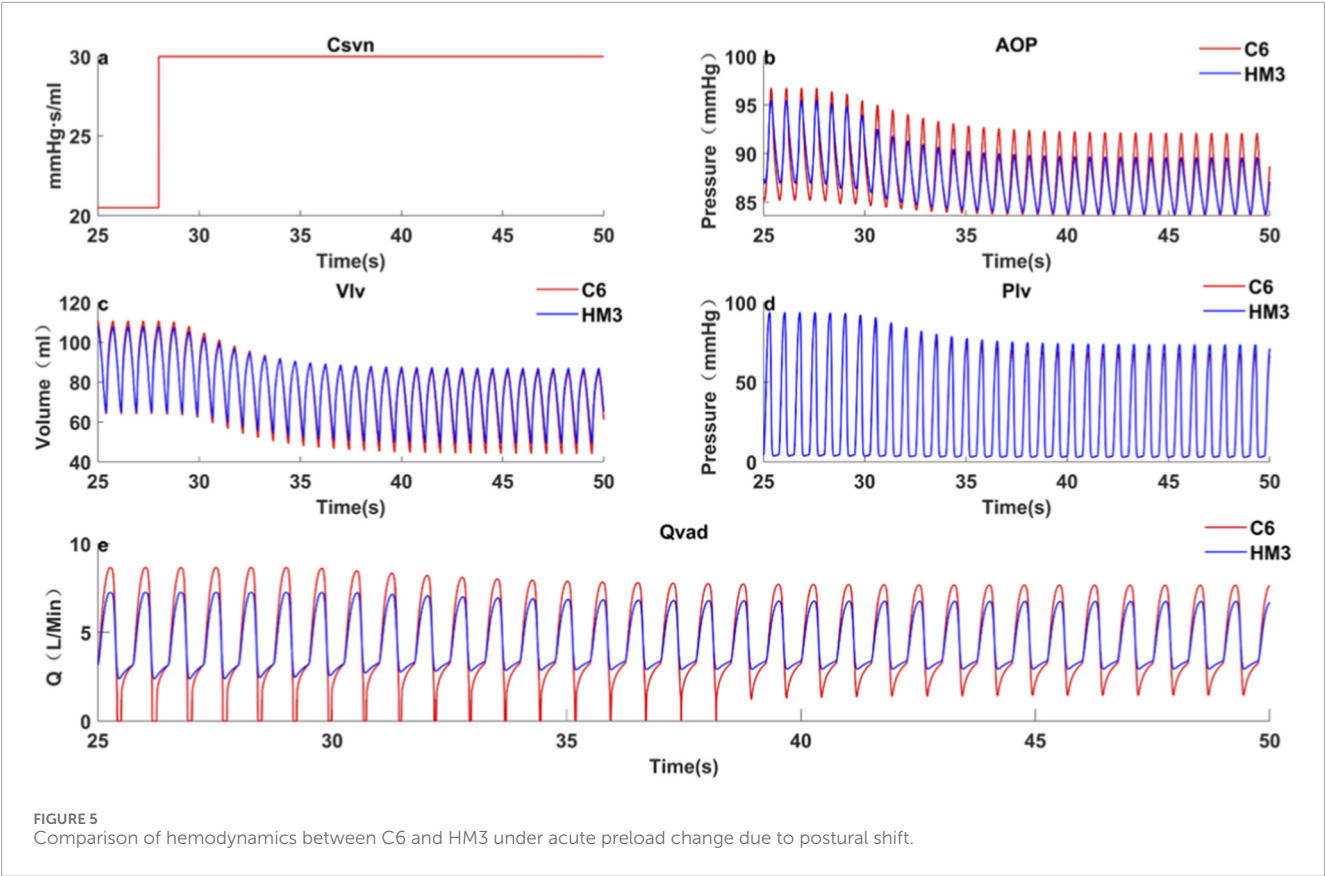 Csvn
a
30
25
20
mmHg·s/ml
25 30 35 40 45 50
Time(s)
AOP
C6
HM3
b
100
95
90
85
Pressure（mmHg）
25 30 35 40 45 50
Time(s)
Vlv
C6
HM3
c
120
100
80
60
40
Volume（ml）
25 30 35 40 45 50
Time(s)
Plv
C6
HM3
d
100
50
0
Pressure（mmHg）
25 30 35 40 45 50
Time(s)
Qvad
C6
HM3
e
10
5
0
Q（L/Min）
25 30 35 40 45 50
Time(s)
FIGURE 5
Comparison of hemodynamics between C6 and HM3 under acute preload change due to postural shift.